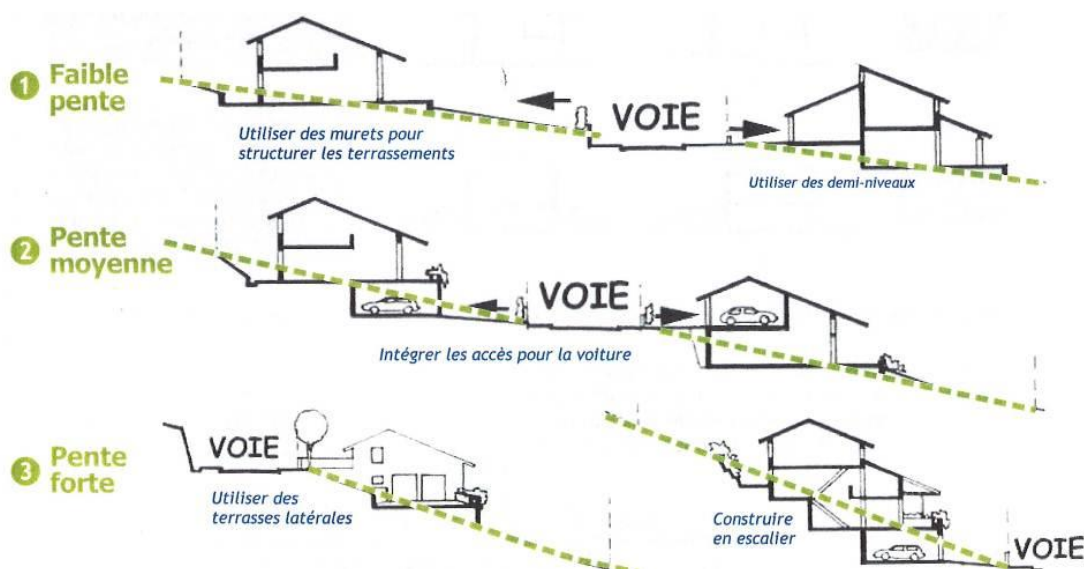 1 Faible
pente
VOIE
Utiliser des murets pour
structurer les terrassements
Utiliser des demi-niveaux
2 Pente
moyenne
VOIE
Intégrer les accès pour la voiture
3 Pente
forte
VOIE
Utiliser des
terrasses latérales
Construire
en escalier
VOIE